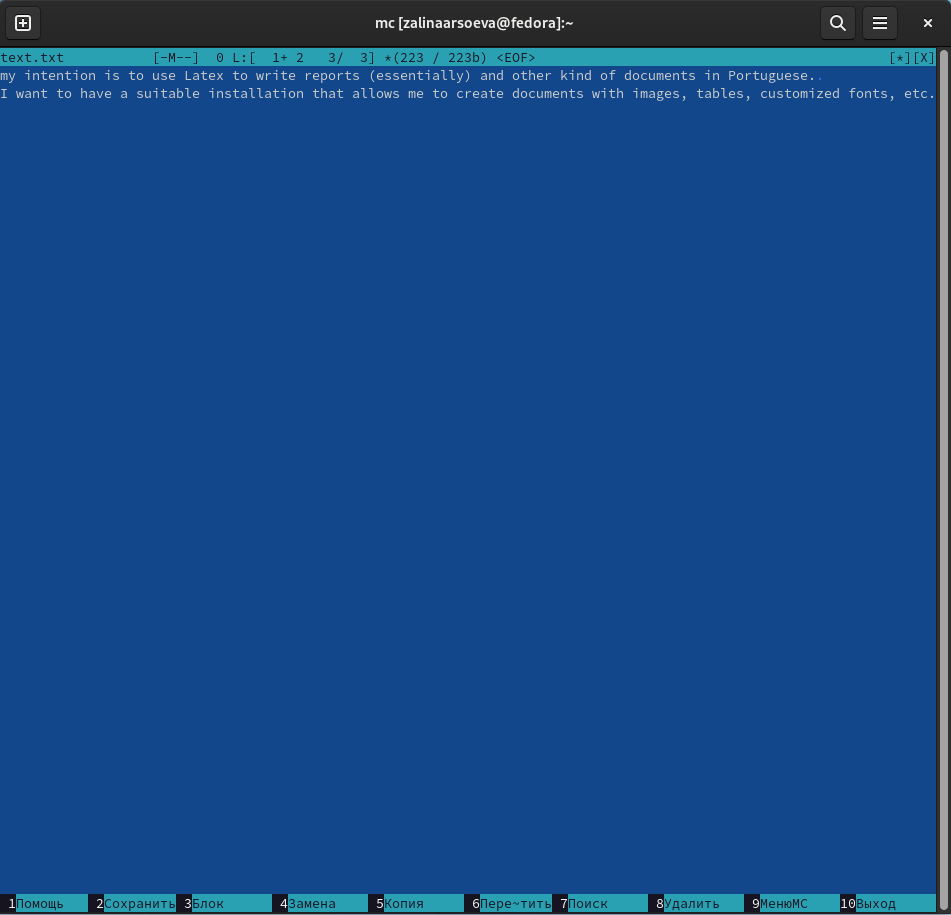 mc [zalinaarsoeva@fedora]:~
text.txt [-M--] 0 L:[ 1+ 2 3/ 3] *(223 / 223b) <EOF> [*][X]
my intention is to use Latex to write reports (essentially) and other kind of documents in Portuguese..
I want to have a suitable installation that allows me to create documents with images, tables, customized fonts, etc.
1Помощь 2Сохранить 3Блок 4Замена 5Копия 6Пере~тить 7Поиск 8Удалить 9МенюМС 10Выход